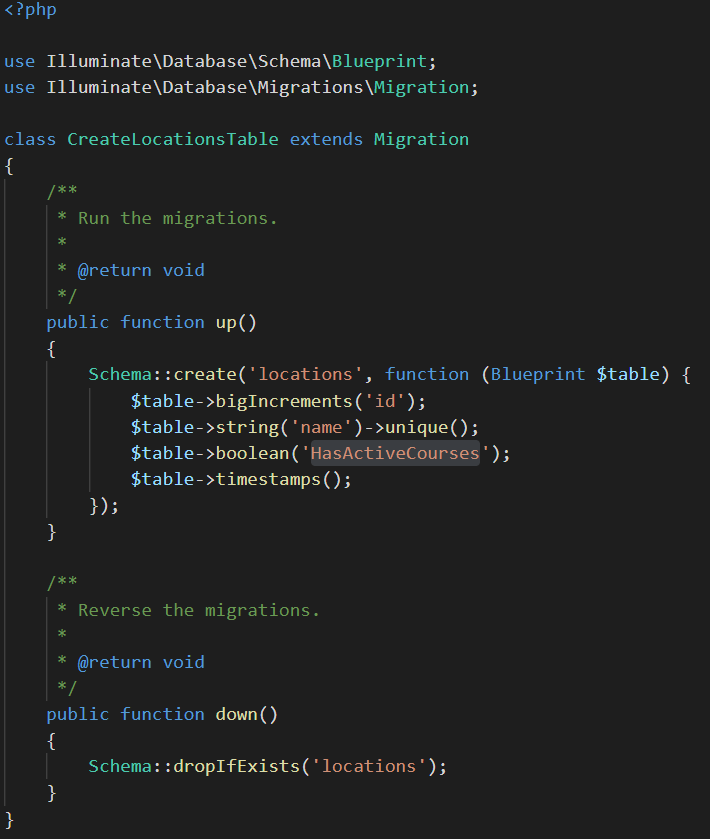 <?php
use Illuminate\Database\Schema\Blueprint;
use Illuminate\Database\Migrations\Migration;
class CreateLocationsTable extends Migration
{
    /**
     * Run the migrations.
     *
     * @return void
     */
    public function up()
    {
        Schema::create('locations', function (Blueprint $table) {
            $table->bigIncrements('id');
            $table->string('name')->unique();
            $table->boolean('HasActiveCourses');
            $table->timestamps();
        });
    }
    /**
     * Reverse the migrations.
     *
     * @return void
     */
    public function down()
    {
        Schema::dropIfExists('locations');
    }
}